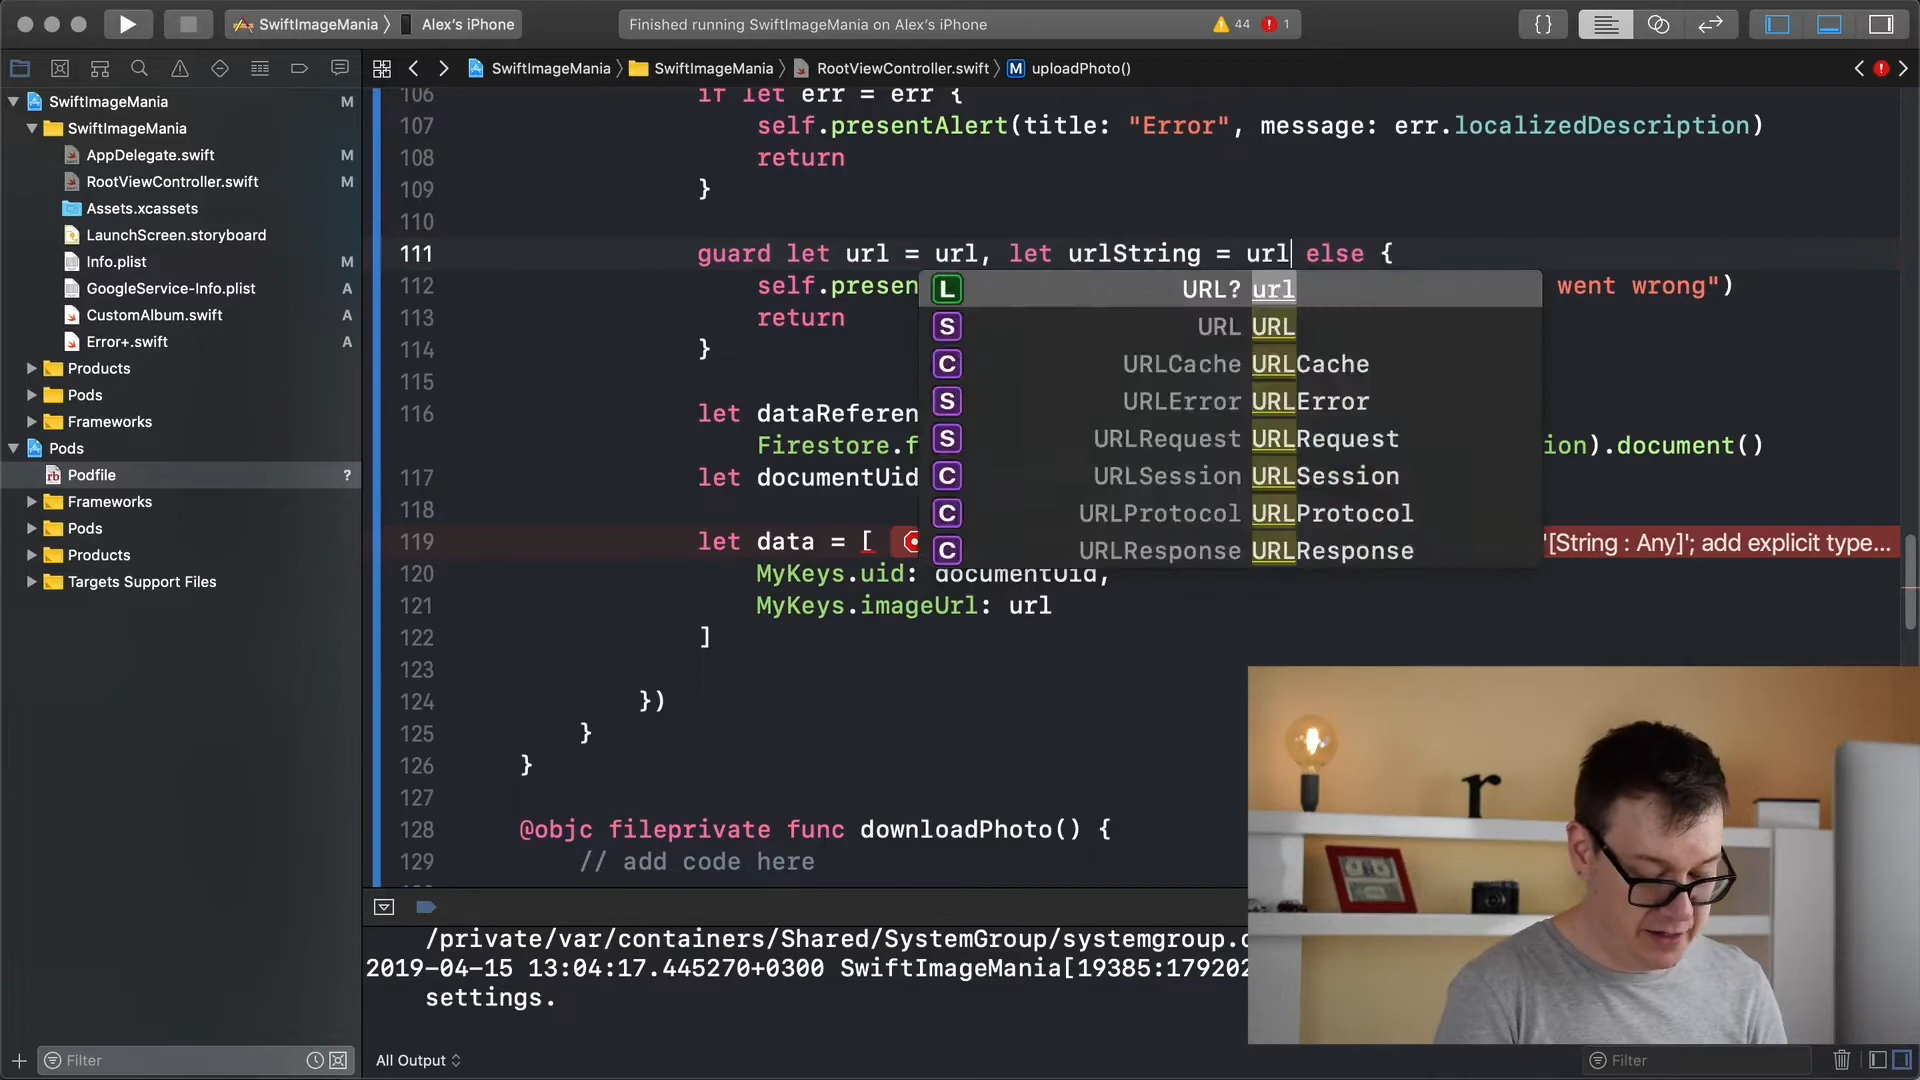 SwiftImageMania 〉 Alex's iPhone
Finished running SwiftImageMania on Alex's iPhone
44
1
{}
SwiftImageMania 〉 SwiftImageMania 〉 RootViewController.swift 〉 M uploadPhoto()
SwiftImageMania M
SwiftImageMania
AppDelegate.swift M
RootViewController.swift M
Assets.xcassets
LaunchScreen.storyboard
Info.plist M
GoogleService-Info.plist A
CustomAlbum.swift A
Error+.swift A
Products
Pods
Frameworks
Pods
rb Podfile ?
Frameworks
Pods
Products
Targets Support Files
Filter
106 if let err = err {
107 self.presentAlert(title: "Error", message: err.localizedDescription)
108 return
109 }
110
111 guard let url = url, let urlString = url else {
112 self.presen went wrong")
113 return
114 }
115
116 let dataReferen
Firestore.f ion).document()
117 let documentUid
118
119 let data = [ '[String : Any]'; add explicit type...
120 MyKeys.uid: documentUid,
121 MyKeys.imageUrl: url
122 ]
123
124 })
125 }
126 }
127
128 @objc fileprivate func downloadPhoto() {
129 // add code here
L URL? url
S URL URL
C URLCache URLCache
S URLError URLError
S URLRequest URLRequest
C URLSession URLSession
C URLProtocol URLProtocol
C URLResponse URLResponse
/private/var/containers/Shared/SystemGroup/systemgroup.c
2019-04-15 13:04:17.445270+0300 SwiftImageMania[19385:179202
settings.
All Output
Filter
r